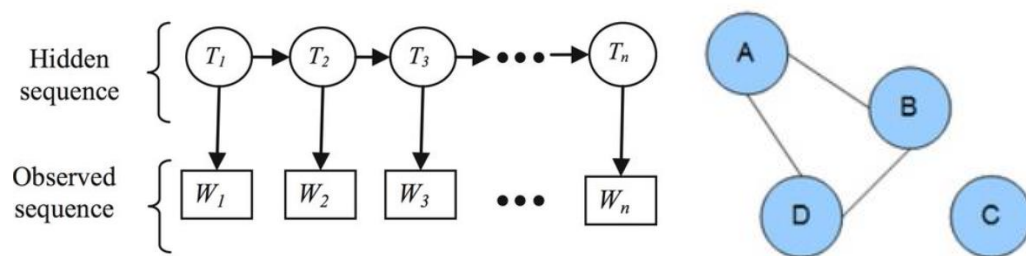 Hidden
sequence
T1 T2 T3 ••• Tn
Observed
sequence
W1 W2 W3 ••• Wn
A
B
D
C